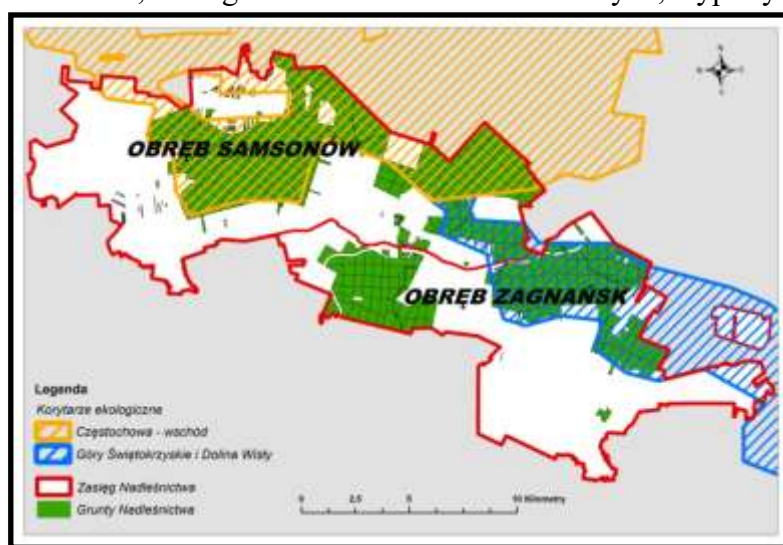 OBRĘB SAMSONÓW
OBRĘB ZAGNAŃSK
Legenda
Korytarze ekologiczne
Częstochowa - wschód
Góry Świętokrzyskie i Dolina Wisły
Zasięg Nadleśnictwa
Grunty Nadleśnictwa
0 2,5 5 10 Kilometry
N